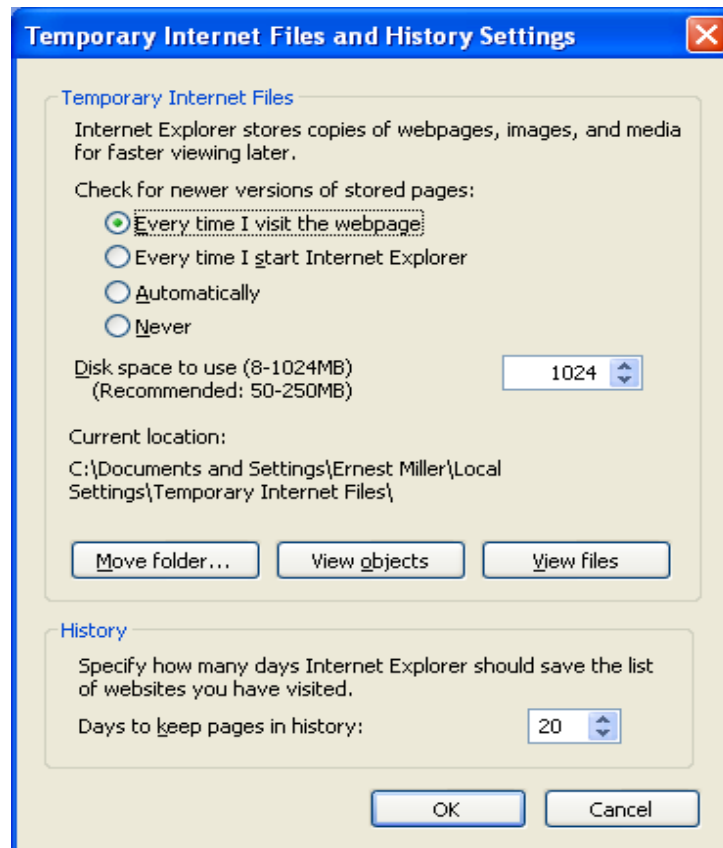 Temporary Internet Files and History Settings
Temporary Internet Files
Internet Explorer stores copies of webpages, images, and media
for faster viewing later.
Check for newer versions of stored pages:
Every time I visit the webpage
Every time I start Internet Explorer
Automatically
Never
Disk space to use (8-1024MB)
(Recommended: 50-250MB)
1024
Current location:
C:\Documents and Settings\Ernest Miller\Local
Settings\Temporary Internet Files\
Move folder... View objects View files
History
Specify how many days Internet Explorer should save the list
of websites you have visited.
Days to keep pages in history: 20
OK Cancel